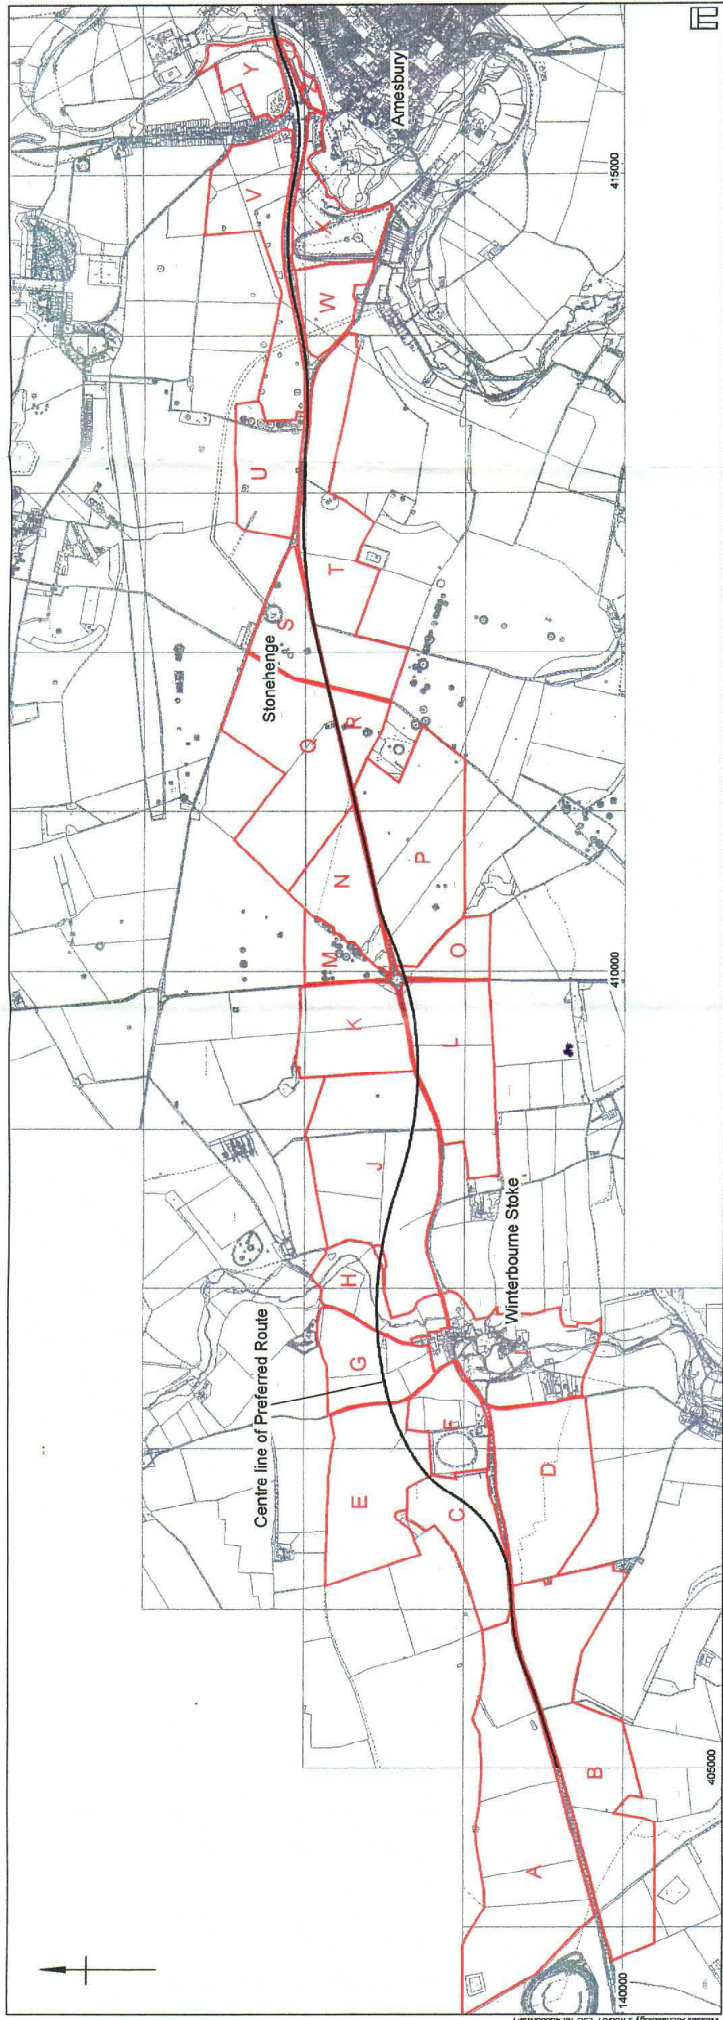 Y
V
X
Amesbury
W
415000
U
T
S
Stonehenge
Q
R
N
P
M
O
410000
K
L
J
H
Winterbourne Stoke
G
Centre line of Preferred Route
I
F
E
D
C
B
405000
A
140000